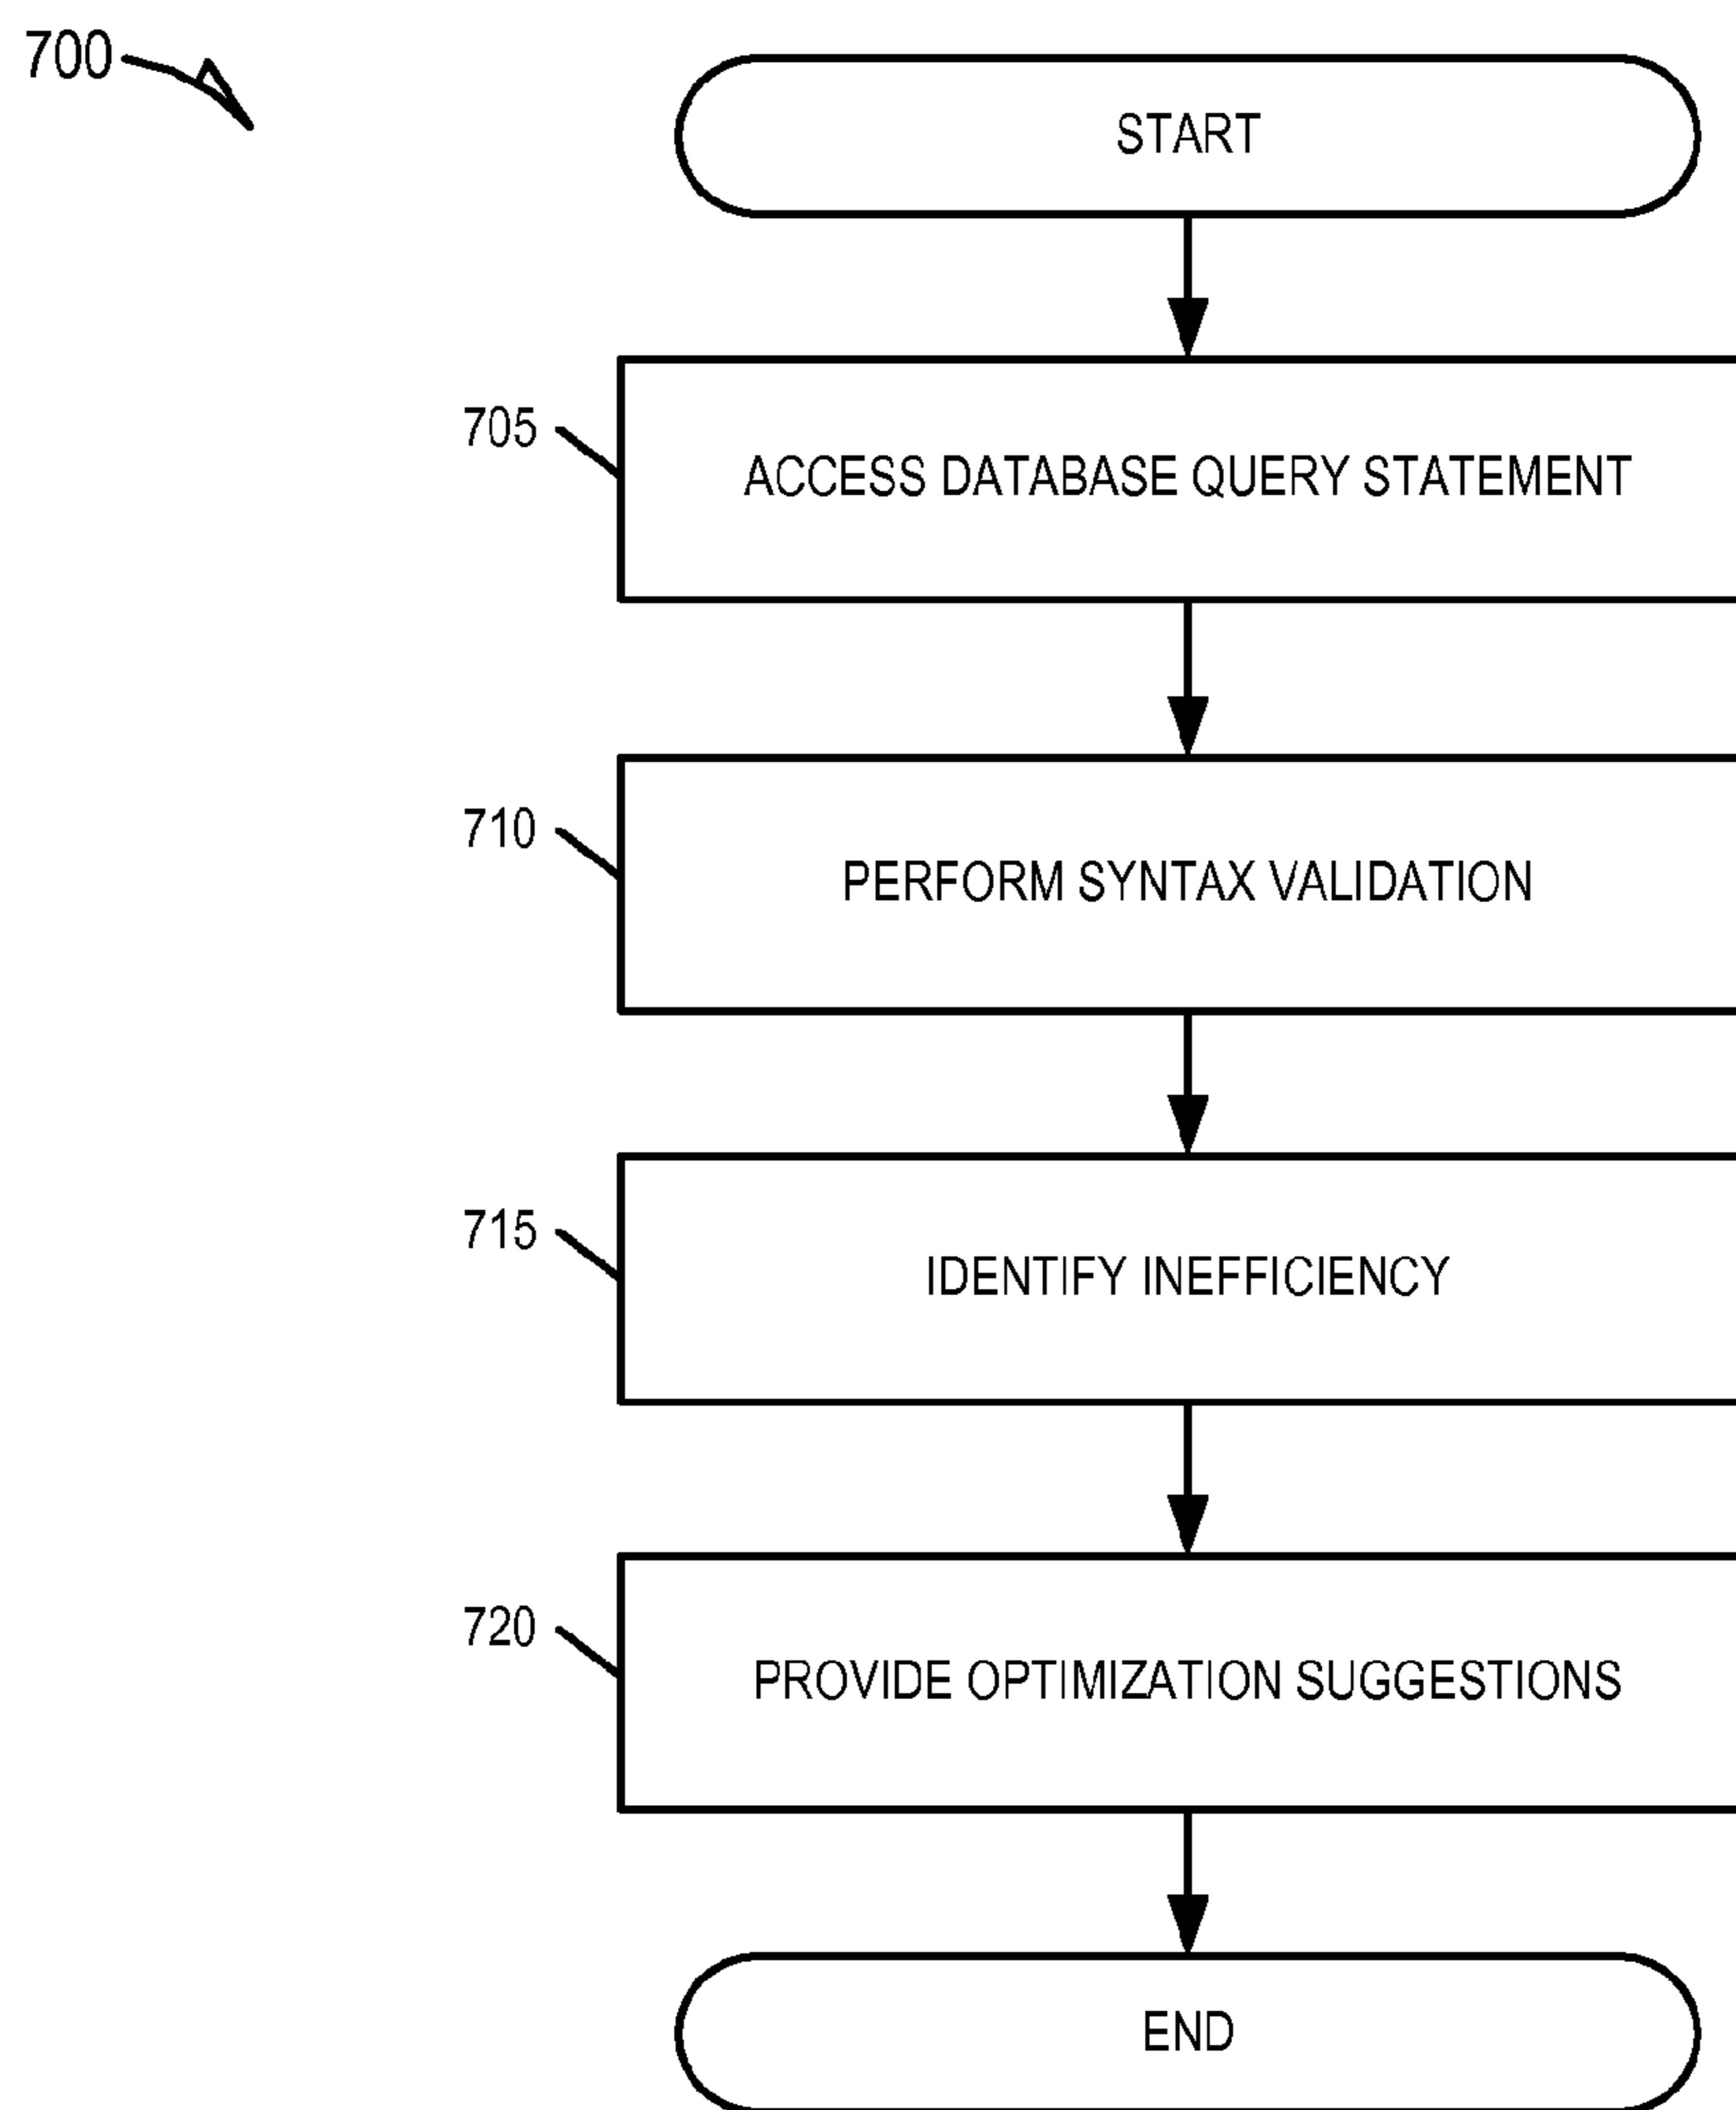 700
START
705
ACCESS DATABASE QUERY STATEMENT
710
PERFORM SYNTAX VALIDATION
715
IDENTIFY INEFFICIENCY
720
PROVIDE OPTIMIZATION SUGGESTIONS
END